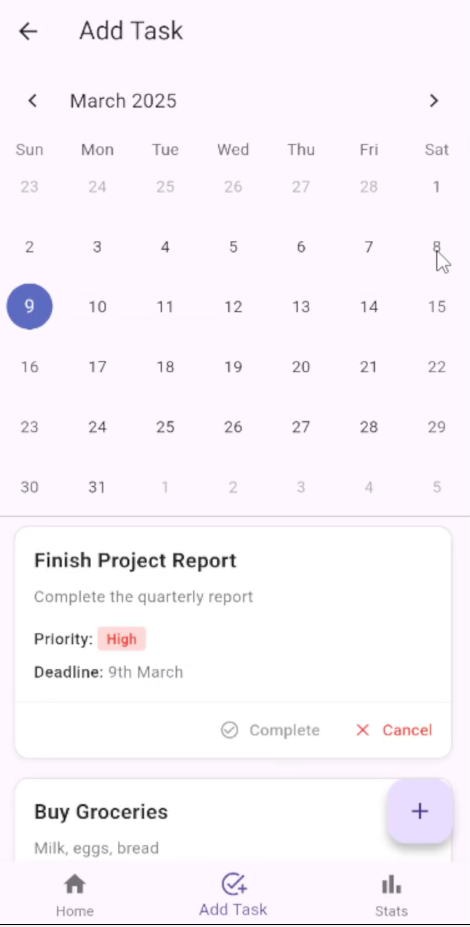 Add Task
March 2025
Sun Mon Tue Wed Thu Fri Sat
23 24 25 26 27 28 1
2 3 4 5 6 7 8
9 10 11 12 13 14 15
16 17 18 19 20 21 22
23 24 25 26 27 28 29
30 31 1 2 3 4 5
Finish Project Report
Complete the quarterly report
Priority: High
Deadline: 9th March
Complete Cancel
Buy Groceries
Milk, eggs, bread
Home Add Task Stats